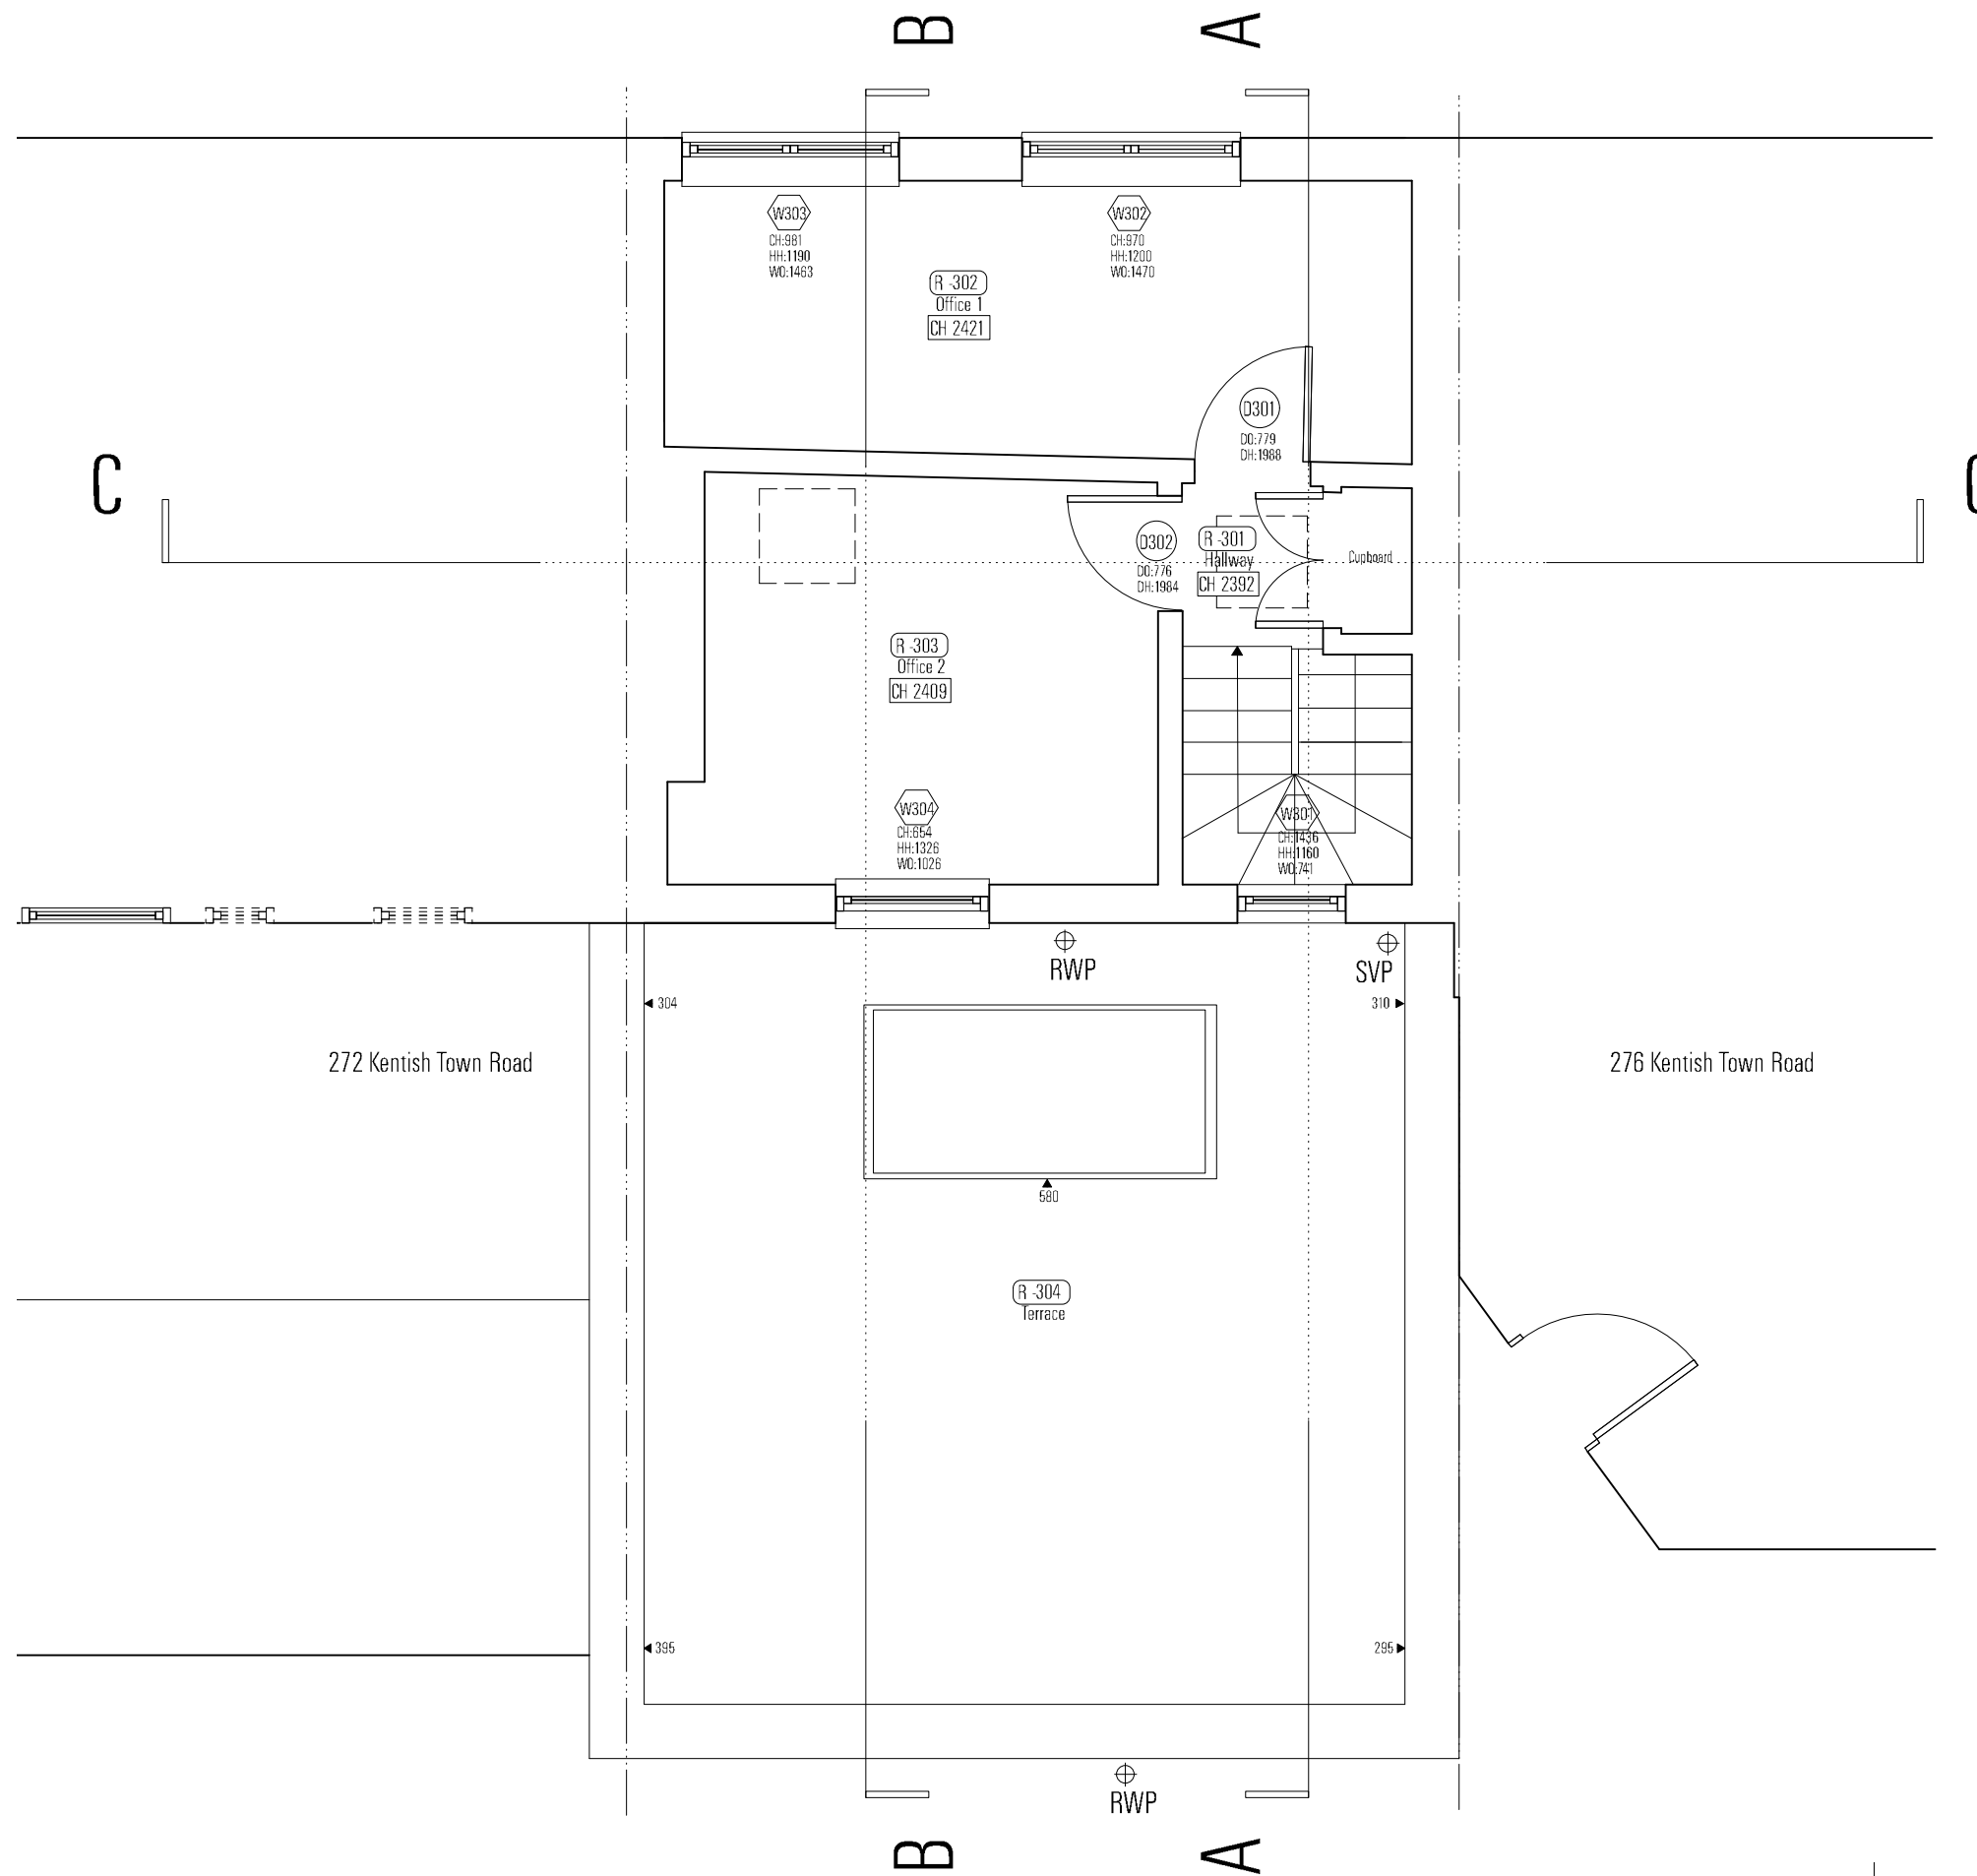 B
A
W303
CH:981
HH:1190
WO:1463
W302
CH:970
HH:1200
WO:1470
R -302
Office 1
CH 2421
D301
DO:779
DH:1988
C
C
D302
DO:776
DH:1984
R -301
Hallway
CH 2392
Cupboard
R -303
Office 2
CH 2409
W304
CH:654
HH:1326
WO:1026
W301
CH:1436
HH:1160
WO:741
RWP
SVP
304
310
272 Kentish Town Road
276 Kentish Town Road
580
R -304
Terrace
395
295
RWP
B
A